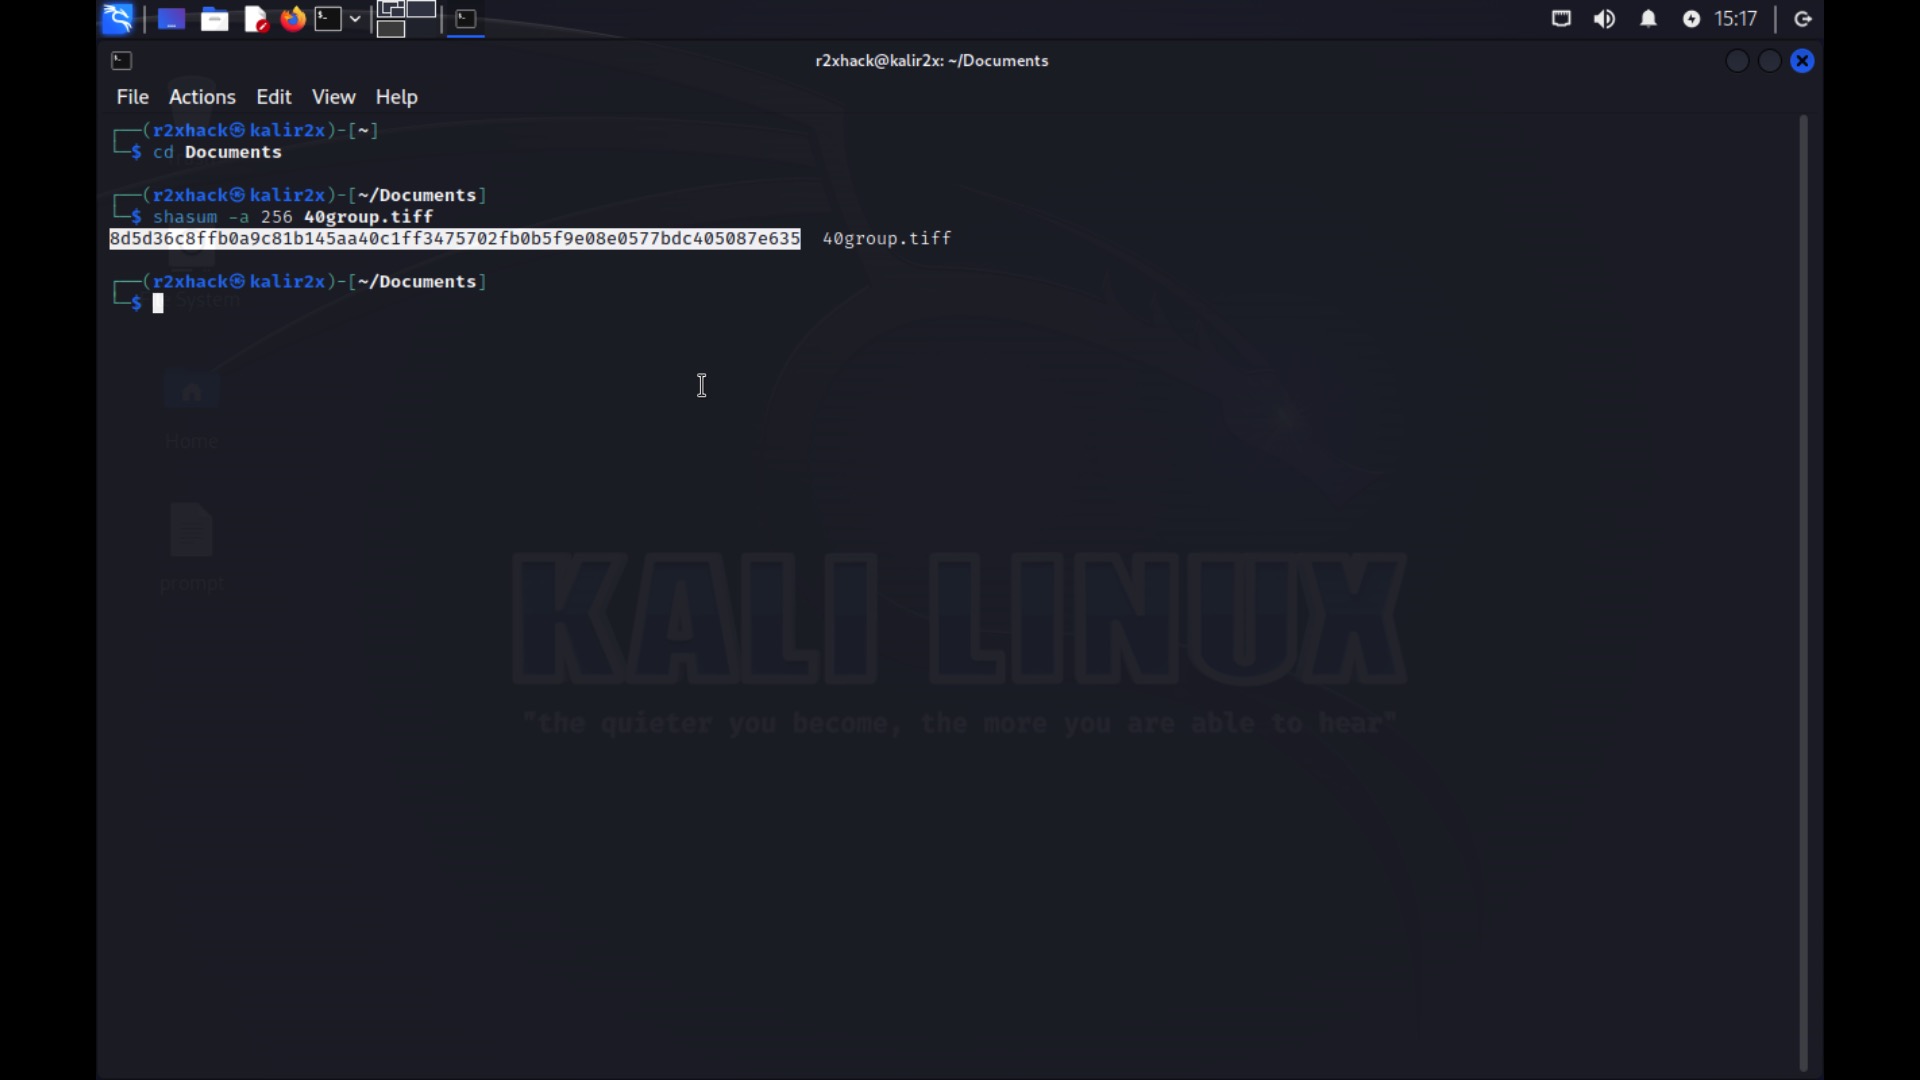 15:17
r2xhack@kalir2x: ~/Documents
File Actions Edit View Help
┌──(r2xhack㉿kalir2x)-[~]
└─$ cd Documents
┌──(r2xhack㉿kalir2x)-[~/Documents]
└─$ shasum -a 256 40group.tiff
8d5d36c8ffb0a9c81b145aa40c1ff3475702fb0b5f9e08e0577bdc405087e635  40group.tiff
┌──(r2xhack㉿kalir2x)-[~/Documents]
└─$
System
Home
prompt
KALI LINUX
"the quieter you become, the more you are able to hear"